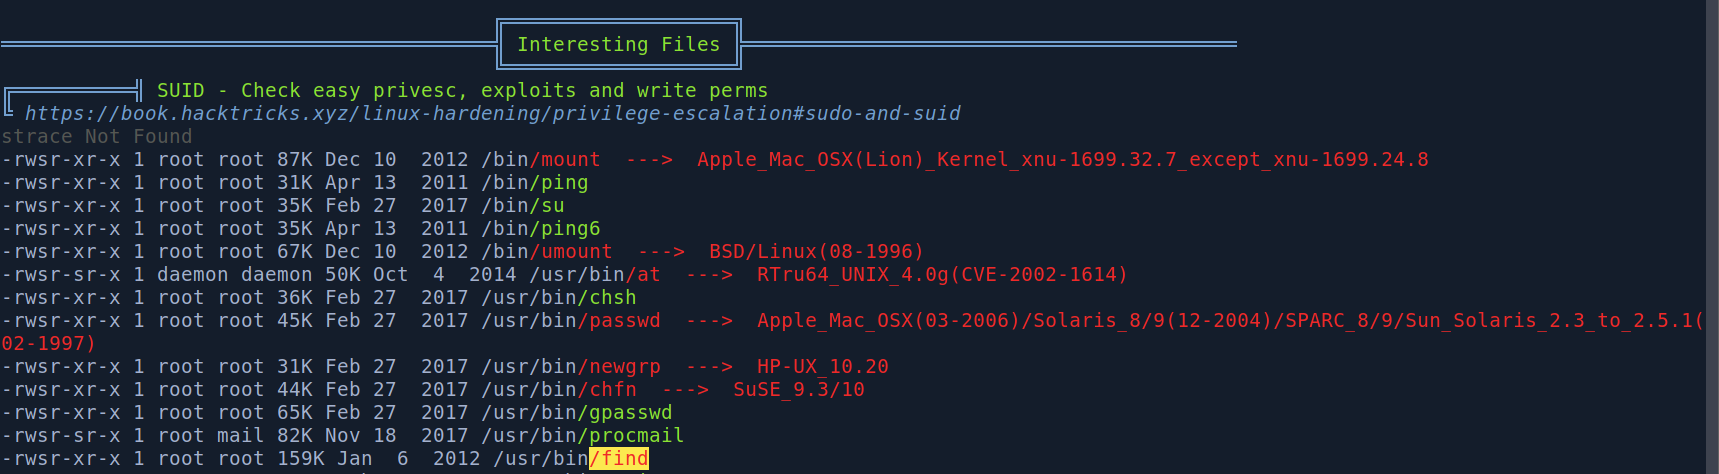 Interesting Files
SUID - Check easy privesc, exploits and write perms
https://book.hacktricks.xyz/linux-hardening/privilege-escalation#sudo-and-suid
strace Not Found
-rwsr-xr-x 1 root root 87K Dec 10  2012 /bin/mount  --->  Apple_Mac_OSX(Lion)_Kernel_xnu-1699.32.7_except_xnu-1699.24.8
-rwsr-xr-x 1 root root 31K Apr 13  2011 /bin/ping
-rwsr-xr-x 1 root root 35K Feb 27  2017 /bin/su
-rwsr-xr-x 1 root root 35K Apr 13  2011 /bin/ping6
-rwsr-xr-x 1 root root 67K Dec 10  2012 /bin/umount  --->  BSD/Linux(08-1996)
-rwsr-sr-x 1 daemon daemon 50K Oct  4  2014 /usr/bin/at  --->  RTru64_UNIX_4.0g(CVE-2002-1614)
-rwsr-xr-x 1 root root 36K Feb 27  2017 /usr/bin/chsh
-rwsr-xr-x 1 root root 45K Feb 27  2017 /usr/bin/passwd  --->  Apple_Mac_OSX(03-2006)/Solaris_8/9(12-2004)/SPARC_8/9/Sun_Solaris_2.3_to_2.5.1(
02-1997)
-rwsr-xr-x 1 root root 31K Feb 27  2017 /usr/bin/newgrp  --->  HP-UX_10.20
-rwsr-xr-x 1 root root 44K Feb 27  2017 /usr/bin/chfn  --->  SuSE_9.3/10
-rwsr-xr-x 1 root root 65K Feb 27  2017 /usr/bin/gpasswd
-rwsr-sr-x 1 root mail 82K Nov 18  2017 /usr/bin/procmail
-rwsr-xr-x 1 root root 159K Jan  6  2012 /usr/bin/find